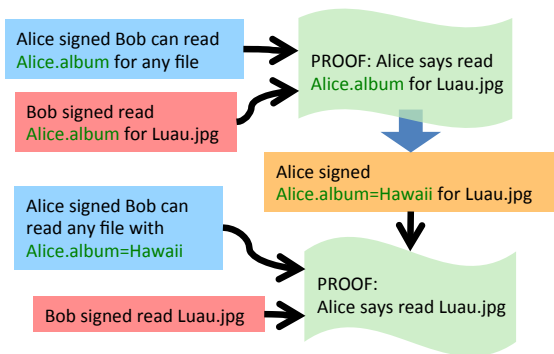 Alice signed Bob can read
Alice.album for any file
PROOF: Alice says read
Alice.album for Luau.jpg
Bob signed read
Alice.album for Luau.jpg
Alice signed
Alice.album=Hawaii for Luau.jpg
Alice signed Bob can
read any file with
Alice.album=Hawaii
PROOF:
Alice says read Luau.jpg
Bob signed read Luau.jpg